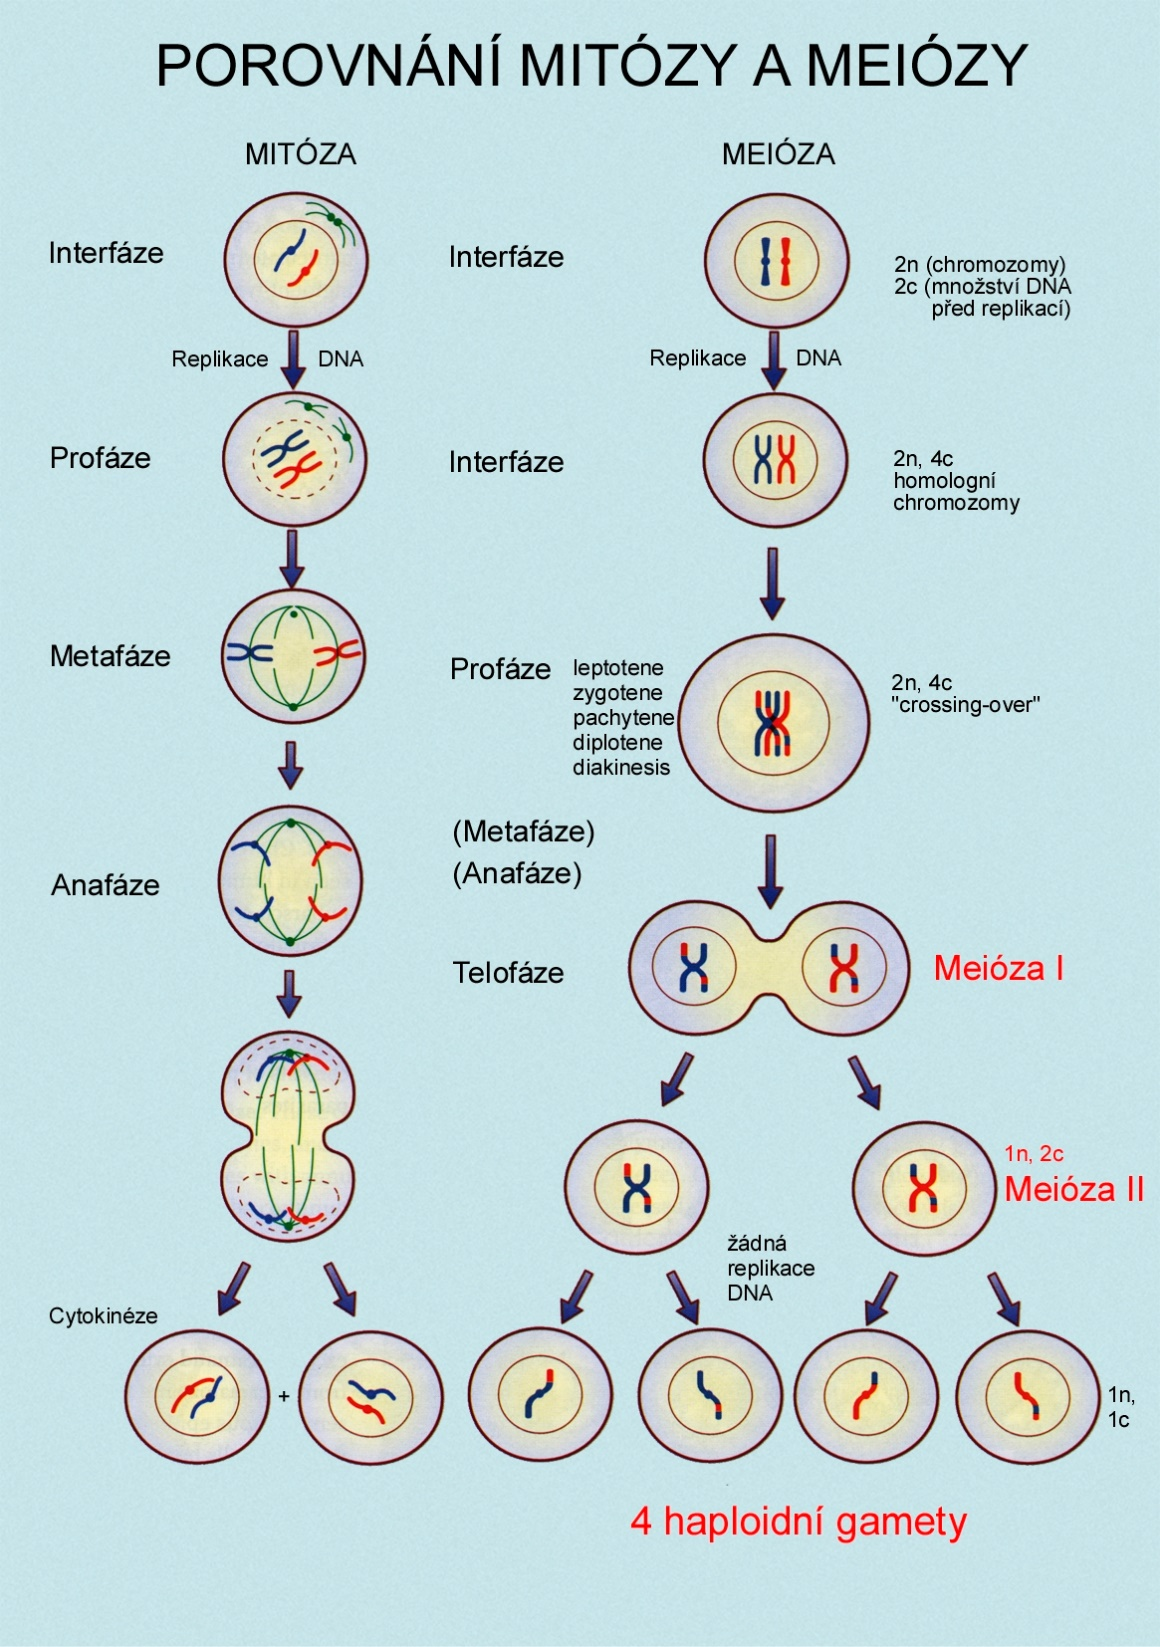 POROVNÁNÍ MITÓZY A MEIÓZY
MITÓZA
Interfáze
Replikace DNA
Profáze
Metafáze
Anafáze
Cytokinéze
+
MEIÓZA
Interfáze
2n (chromozomy)
2c (množství DNA
před replikací)
Replikace DNA
Interfáze
2n, 4c
homologní
chromozomy
Profáze
leptotene
zygotene
pachytene
diplotene
diakinesis
2n, 4c
"crossing-over"
(Metafáze)
(Anafáze)
Telofáze
Meióza I
1n, 2c
Meióza II
žádná
replikace
DNA
1n,
1c
4 haploidní gamety